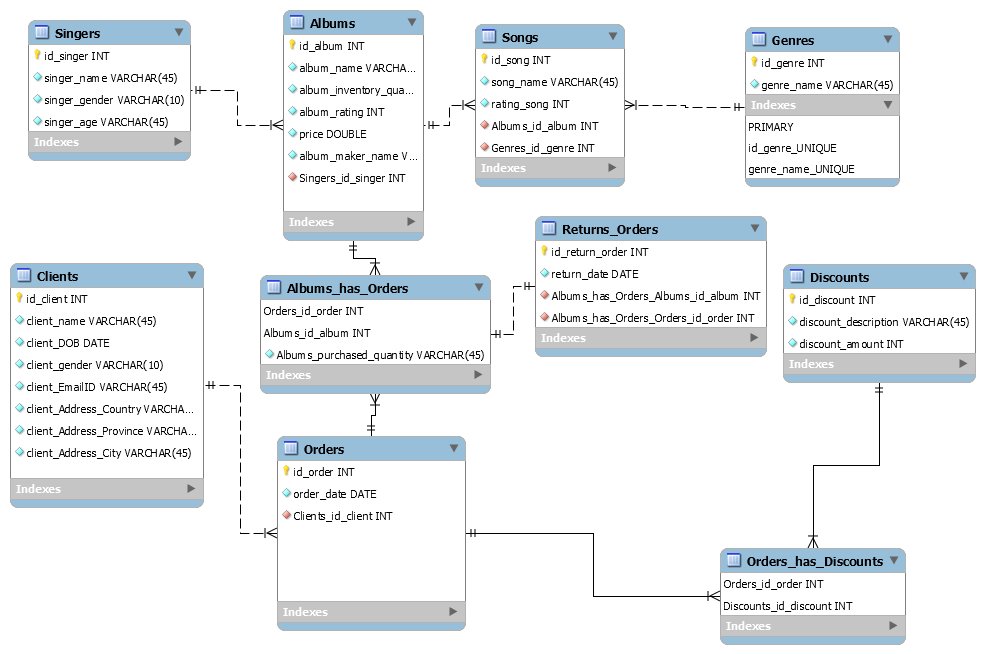 Singers
id_singer INT
singer_name VARCHAR(45)
singer_gender VARCHAR(10)
singer_age VARCHAR(45)
Indexes
Albums
id_album INT
album_name VARCHA...
album_inventory_qua...
album_rating INT
price DOUBLE
album_maker_name V...
Singers_id_singer INT
Indexes
Songs
id_song INT
song_name VARCHAR(45)
rating_song INT
Albums_id_album INT
Genres_id_genre INT
Indexes
Genres
id_genre INT
genre_name VARCHAR(45)
Indexes
PRIMARY
id_genre_UNIQUE
genre_name_UNIQUE
Clients
id_client INT
client_name VARCHAR(45)
client_DOB DATE
client_gender VARCHAR(10)
client_EmailID VARCHAR(45)
client_Address_Country VARCHA...
client_Address_Province VARCHA...
client_Address_City VARCHAR(45)
Indexes
Albums_has_Orders
Orders_id_order INT
Albums_id_album INT
Albums_purchased_quantity VARCHAR(45)
Indexes
Returns_Orders
id_return_order INT
return_date DATE
Albums_has_Orders_Albums_id_album INT
Albums_has_Orders_Orders_id_order INT
Indexes
Discounts
id_discount INT
discount_description VARCHAR(45)
discount_amount INT
Indexes
Orders
id_order INT
order_date DATE
Clients_id_client INT
Indexes
Orders_has_Discounts
Orders_id_order INT
Discounts_id_discount INT
Indexes